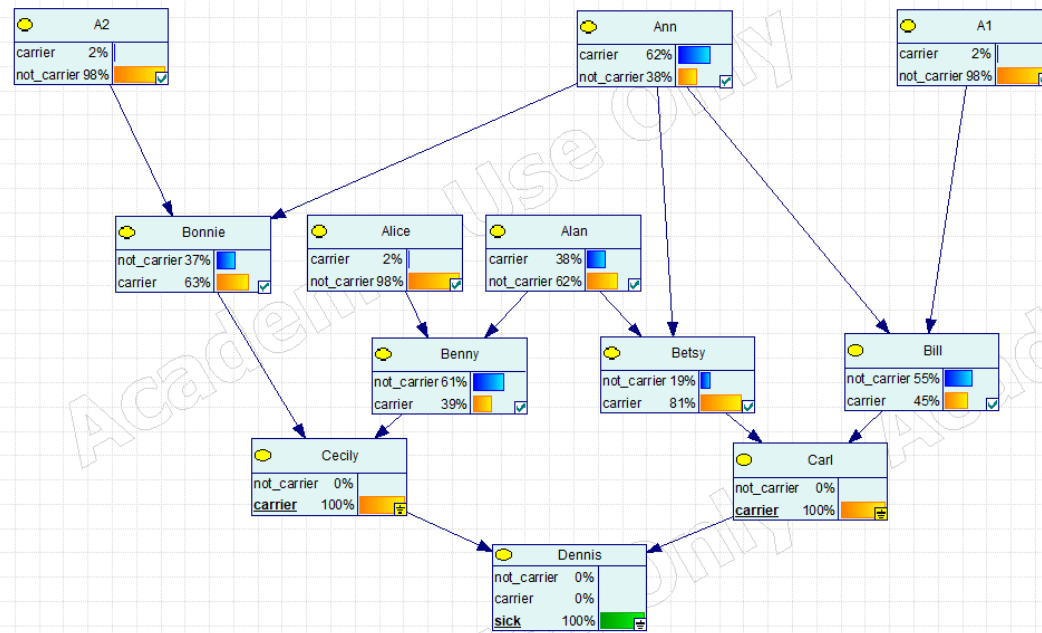 A2
carrier 2%
not_carrier 98%
Ann
carrier 62%
not_carrier 38%
A1
carrier 2%
not_carrier 98%
Bonnie
not_carrier 37%
carrier 63%
Alice
carrier 2%
not_carrier 98%
Alan
carrier 38%
not_carrier 62%
Benny
not_carrier 61%
carrier 39%
Betsy
not_carrier 19%
carrier 81%
Bill
not_carrier 55%
carrier 45%
Cecily
not_carrier 0%
carrier 100%
Carl
not_carrier 0%
carrier 100%
Dennis
not_carrier 0%
carrier 0%
sick 100%
Academic Use Only